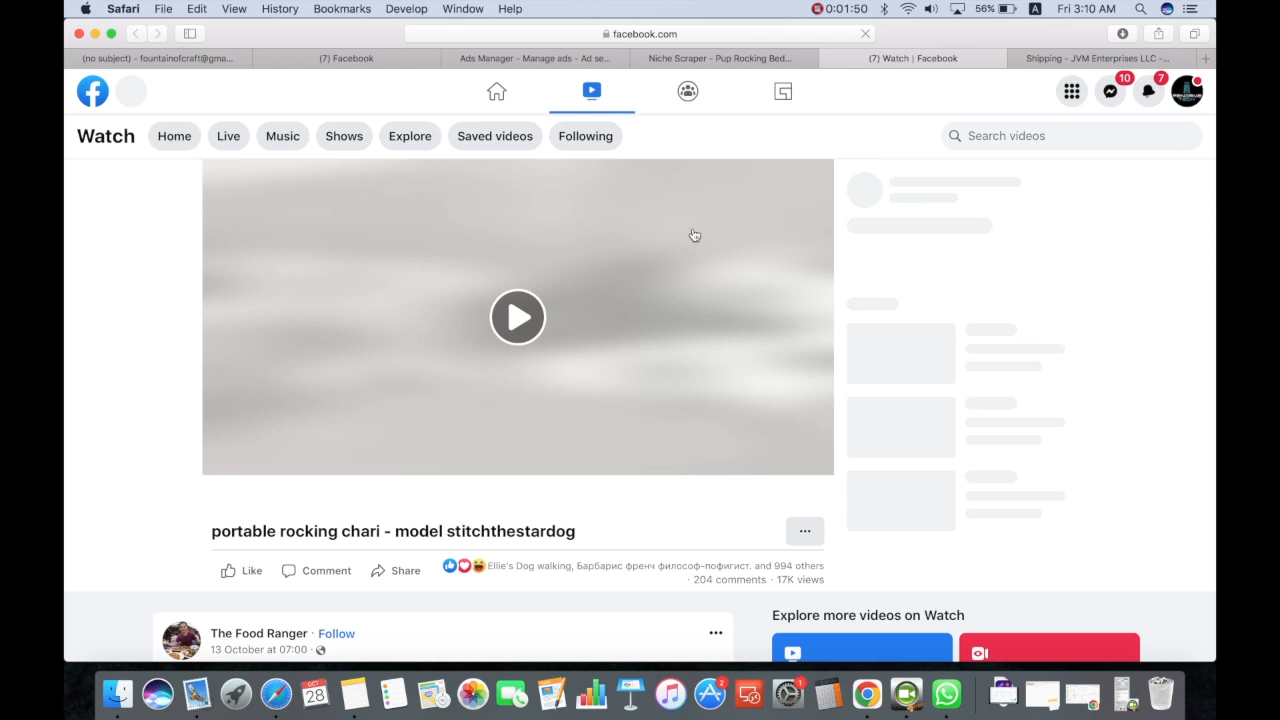 Safari File Edit View History Bookmarks Develop Window Help 0:01:50 56% A Fri 3:10 AM
facebook.com
(no subject) - fountainofcraft@gma... (7) Facebook Ads Manager - Manage ads - Ad se... Niche Scraper - Pup Rocking Bed... (7) Watch | Facebook Shipping - JVM Enterprises LLC -...
10 7
Watch Home Live Music Shows Explore Saved videos Following Search videos
portable rocking chari - model stitchthestardog
Like Comment Share Ellie's Dog walking, Барбарис френч философ-пофигист. and 994 others
· 204 comments · 17K views
The Food Ranger · Follow
13 October at 07:00 ·
Explore more videos on Watch
OCT
28
2
1